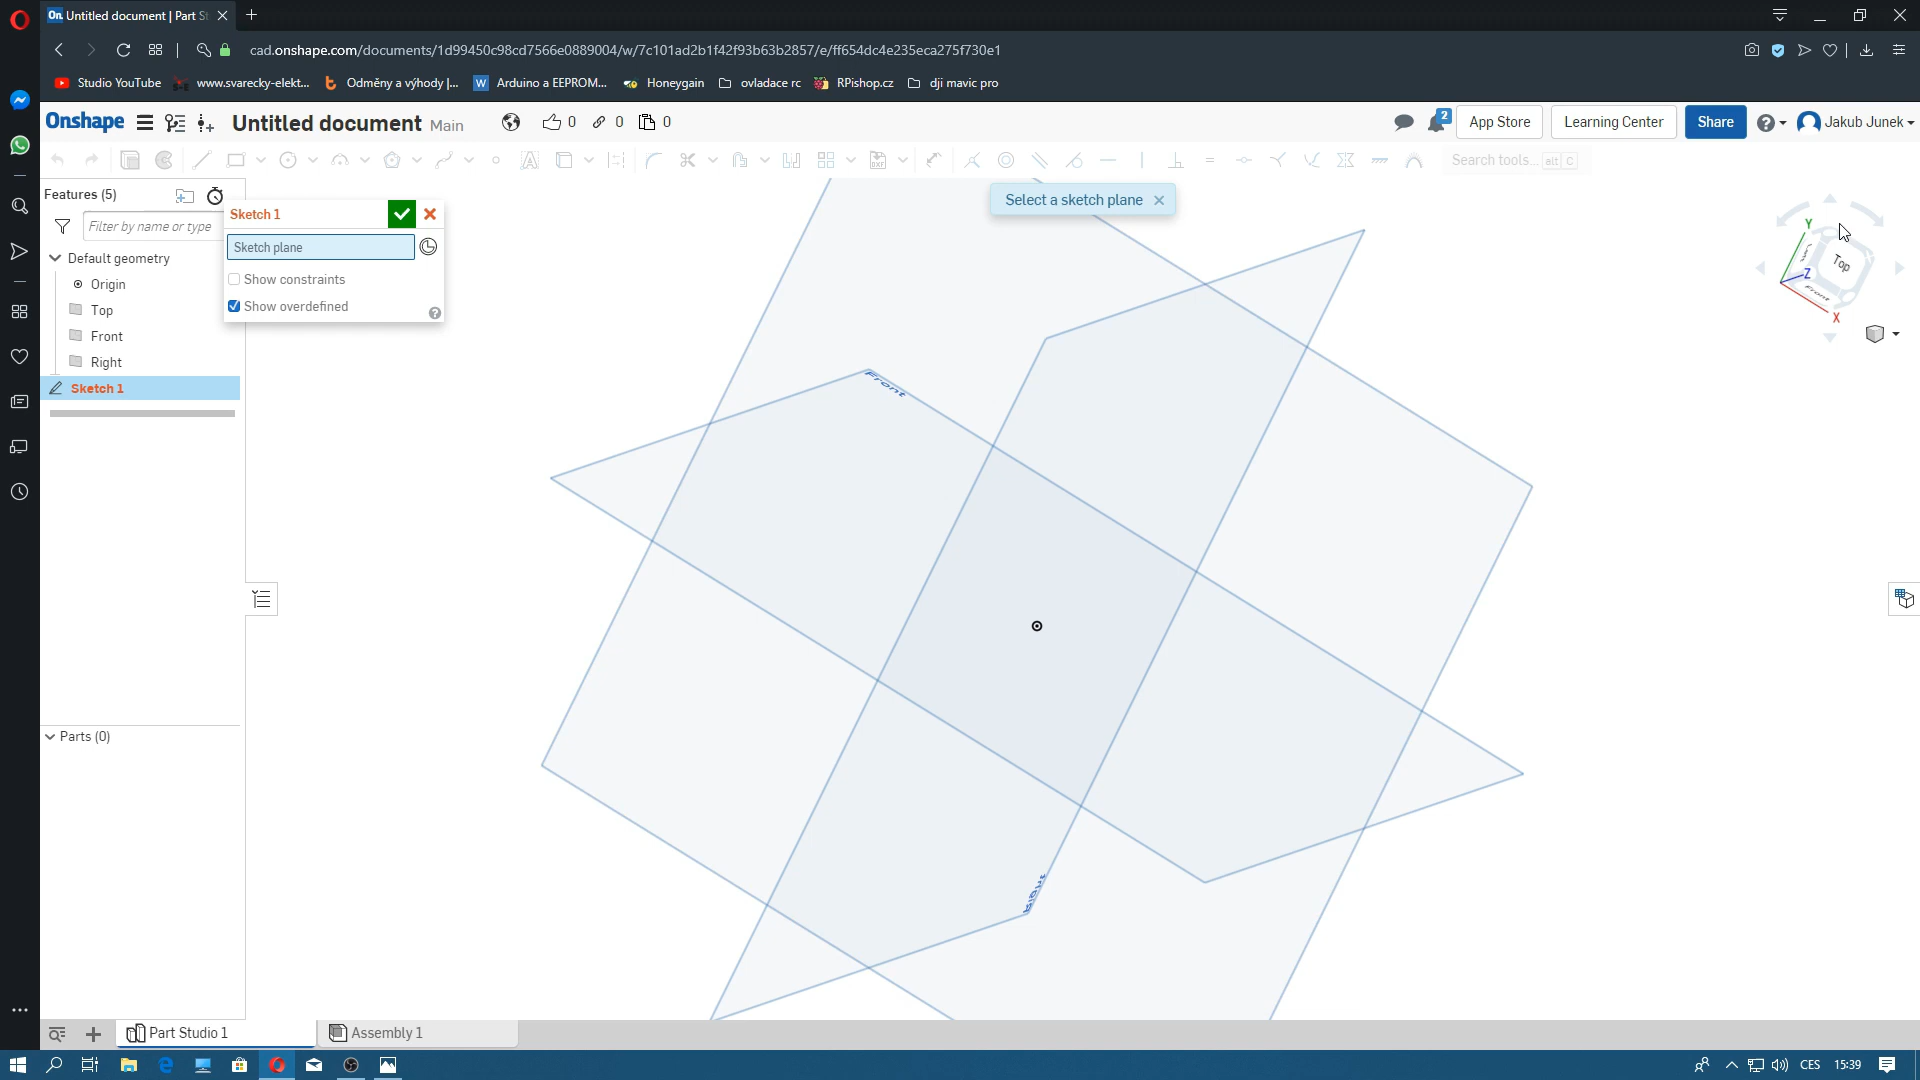 Untitled document | Part S
cad.onshape.com/documents/1d99450c98cd7566e0889004/w/7c101ad2b1f42f93b63b2857/e/ff654dc4e235eca275f730e1
Studio YouTube www.svarecky-elekt... Odměny a výhody |... Arduino a EEPROM... Honeygain ovladace rc RPishop.cz dji mavic pro
Onshape Untitled document Main 0 0 0 2 App Store Learning Center Share Jakub Junek
Search tools... alt C
Features (5)
Filter by name or type
Default geometry
Origin
Top
Front
Right
Sketch 1
Sketch 1
Sketch plane
Show constraints
Show overdefined
Select a sketch plane
Front
Right
Y
Top
Z
Front
X
Parts (0)
Part Studio 1 Assembly 1
CES 15:39